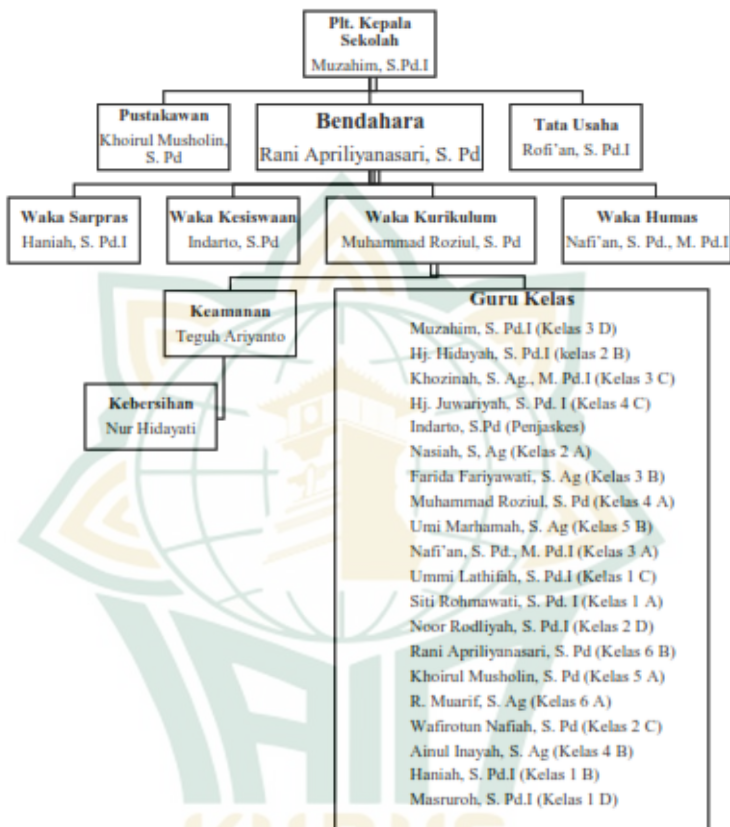 Plt. Kepala
Sekolah
Muzahim, S.Pd.I
Pustakawan
Khoirul Musholin,
S. Pd
Bendahara
Rani Apriliyanasari, S. Pd
Tata Usaha
Rofi'an, S. Pd.I
Waka Sarpras
Haniah, S. Pd.I
Waka Kesiswaan
Indarto, S.Pd
Waka Kurikulum
Muhammad Roziul, S. Pd
Waka Humas
Nafi'an, S. Pd., M. Pd.I
Keamanan
Teguh Ariyanto
Kebersihan
Nur Hidayati
Guru Kelas
Muzahim, S. Pd.I (Kelas 3 D)
Hj. Hidayah, S. Pd.I (kelas 2 B)
Khozinah, S. Ag., M. Pd.I (Kelas 3 C)
Hj. Juwariyah, S. Pd. I (Kelas 4 C)
Indarto, S.Pd (Penjaskes)
Nasiah, S, Ag (Kelas 2 A)
Farida Fariyawati, S. Ag (Kelas 3 B)
Muhammad Roziul, S. Pd (Kelas 4 A)
Umi Marhamah, S. Ag (Kelas 5 B)
Nafi'an, S. Pd., M. Pd.I (Kelas 3 A)
Ummi Lathifah, S. Pd.I (Kelas 1 C)
Siti Rohmawati, S. Pd. I (Kelas 1 A)
Noor Rodliyah, S. Pd.I (Kelas 2 D)
Rani Apriliyanasari, S. Pd (Kelas 6 B)
Khoirul Musholin, S. Pd (Kelas 5 A)
R. Muarif, S. Ag (Kelas 6 A)
Wafirotun Nafiah, S. Pd (Kelas 2 C)
Ainul Inayah, S. Ag (Kelas 4 B)
Haniah, S. Pd.I (Kelas 1 B)
Masruroh, S. Pd.I (Kelas 1 D)
IAIN